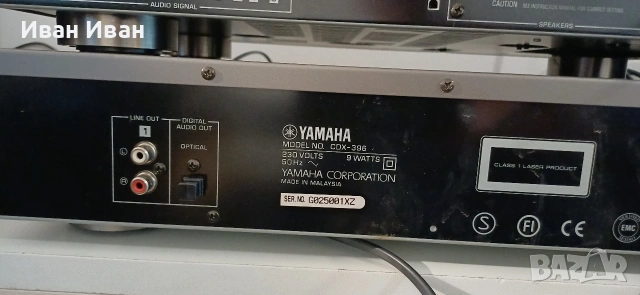 Иван Иван
AUDIO SIGNAL
CAUTION
SPEAKERS
LINE OUT
DIGITAL AUDIO OUT
1
OPTICAL
L
R
YAMAHA
MODEL NO. CDX-396
230 VOLTS 9 WATTS
50Hz
YAMAHA CORPORATION
MADE IN MALAYSIA
SER.NO. G025001XZ
CLASS 1 LASER PRODUCT
S
FI
CE
EMC
BAZAR